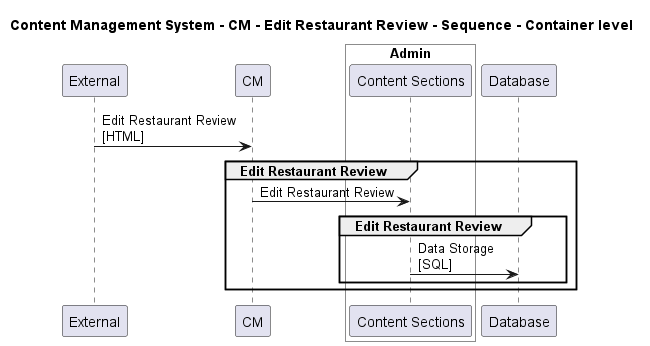 Content Management System - CM - Edit Restaurant Review - Sequence - Container level
Admin
External
CM
Content Sections
Database
Edit Restaurant Review
[HTML]
Edit Restaurant Review
Edit Restaurant Review
Edit Restaurant Review
Data Storage
[SQL]
External
CM
Content Sections
Database